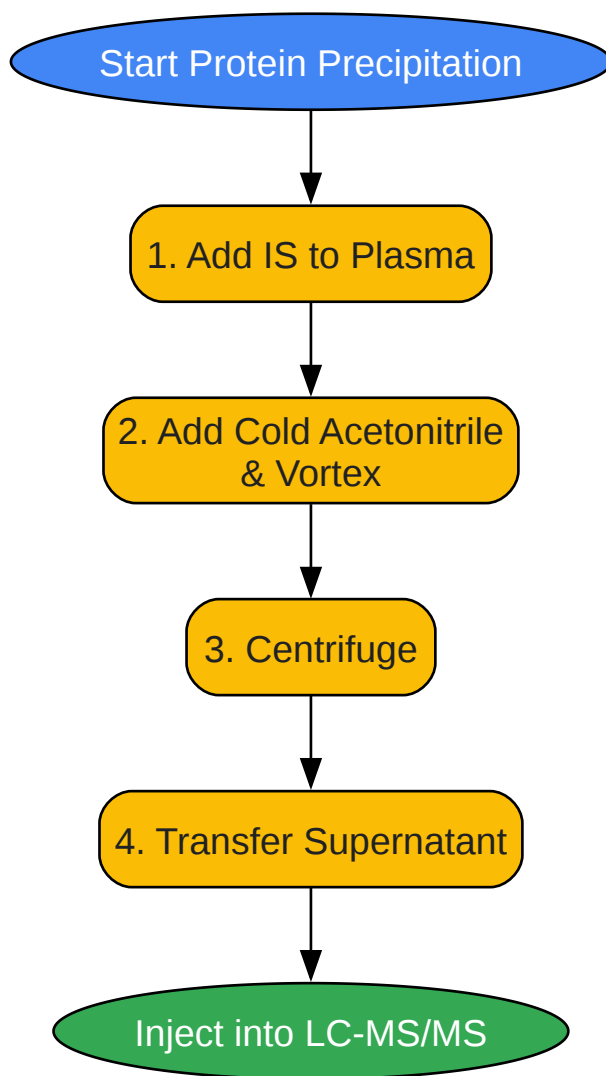 Start Protein Precipitation
1. Add IS to Plasma
2. Add Cold Acetonitrile
& Vortex
3. Centrifuge
4. Transfer Supernatant
Inject into LC-MS/MS